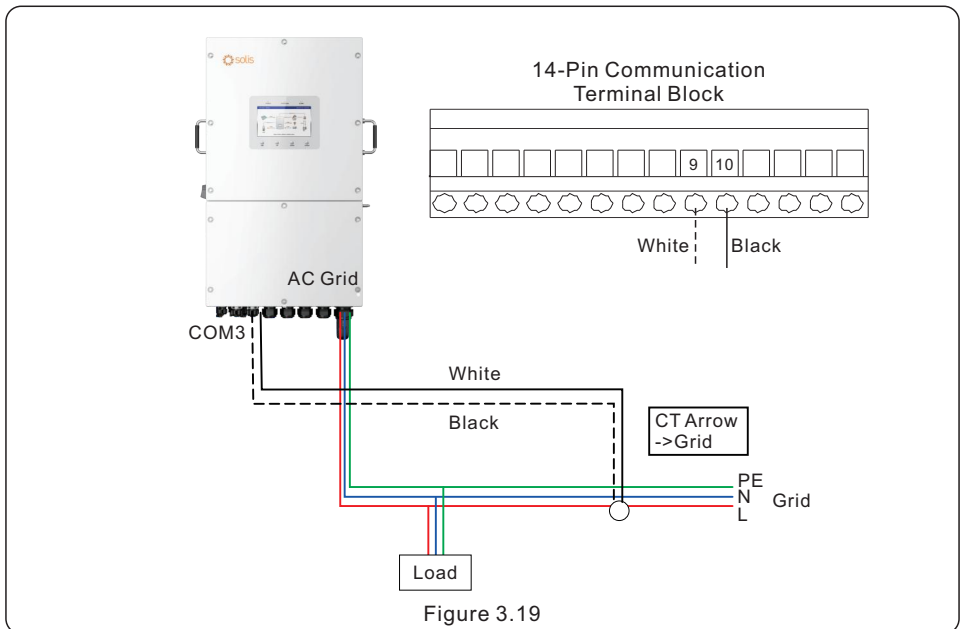 solis
14-Pin Communication
Terminal Block
9 10
White Black
AC Grid
COM3
White
Black
CT Arrow
->Grid
PE
N
L
Grid
Load
Figure 3.19